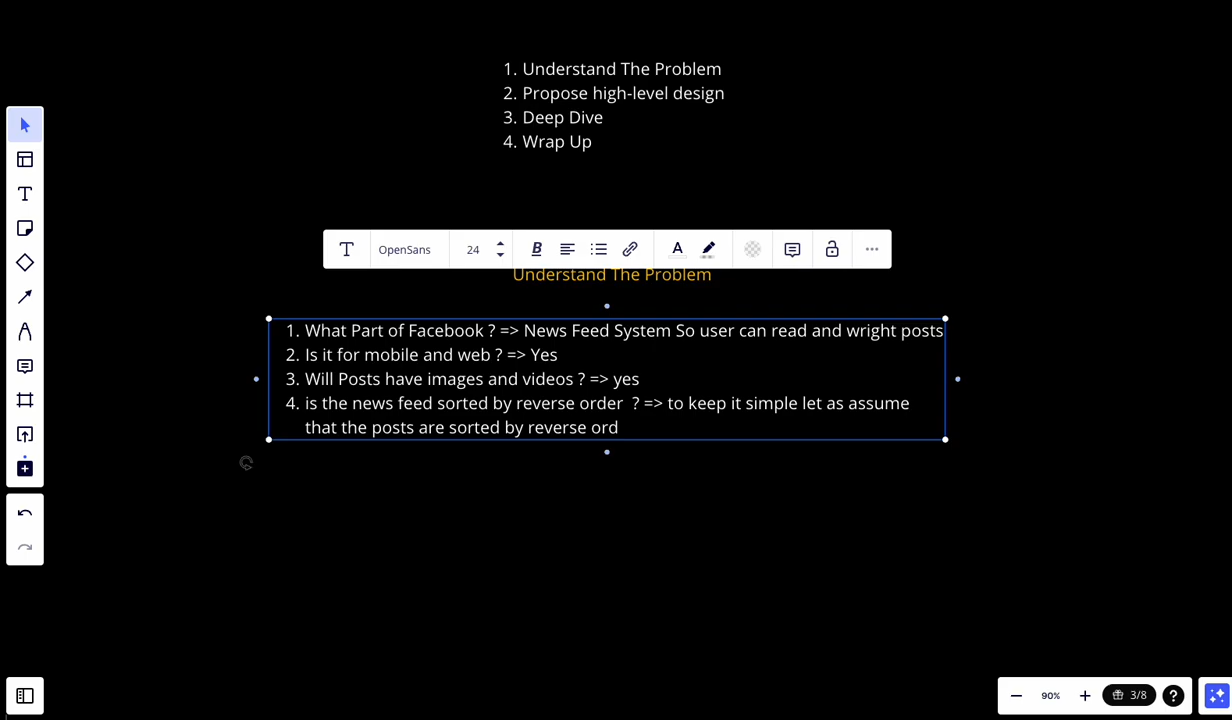 1. Understand The Problem
2. Propose high-level design
3. Deep Dive
4. Wrap Up
OpenSans
24
B
A
Understand The Problem
1. What Part of Facebook ? => News Feed System So user can read and wright posts
2. Is it for mobile and web ? => Yes
3. Will Posts have images and videos ? => yes
4. is the news feed sorted by reverse order  ? => to keep it simple let as assume
that the posts are sorted by reverse ord
90%
3/8